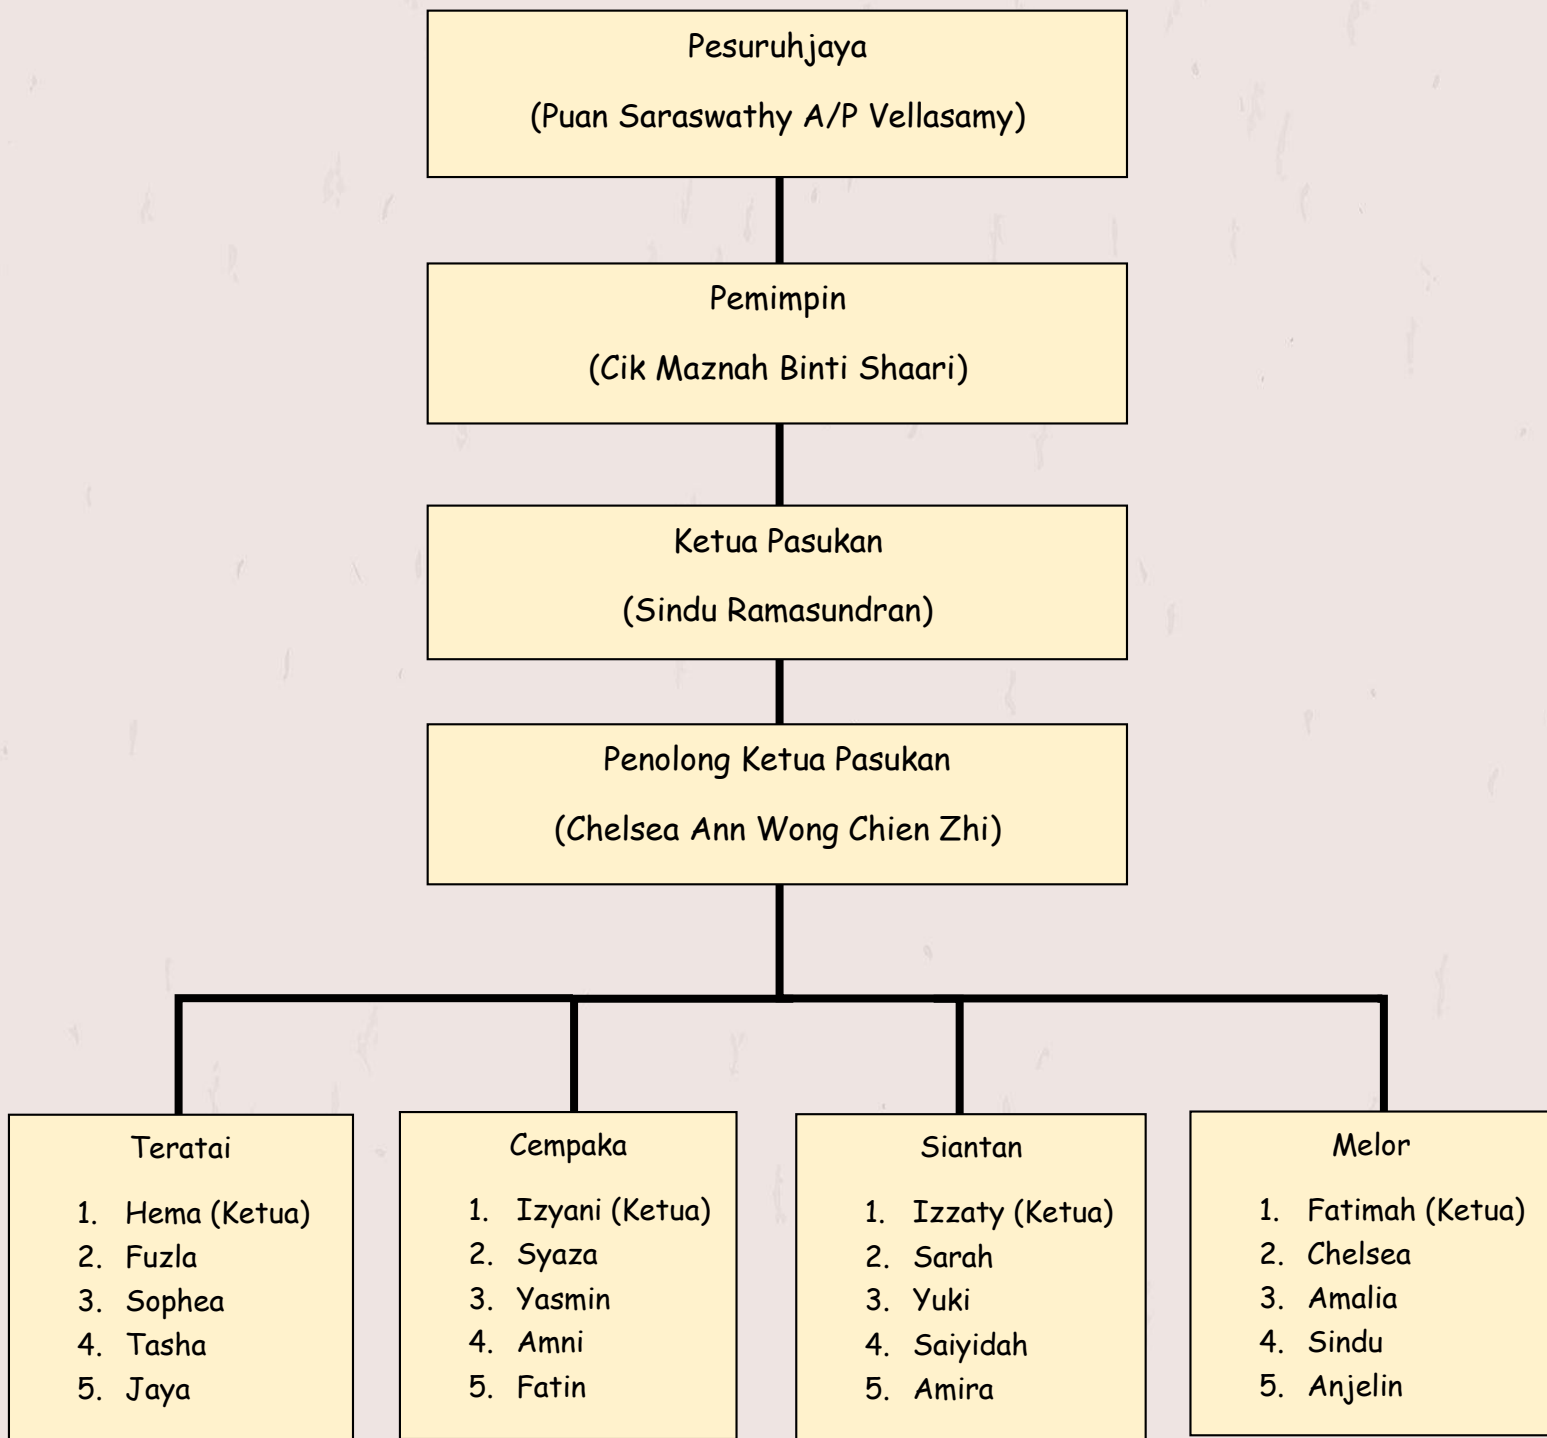 Pesuruhjaya
(Puan Saraswathy A/P Vellasamy)
Pemimpin
(Cik Maznah Binti Shaari)
Ketua Pasukan
(Sindu Ramasundran)
Penolong Ketua Pasukan
(Chelsea Ann Wong Chien Zhi)
Teratai
1. Hema (Ketua)
2. Fuzla
3. Sophea
4. Tasha
5. Jaya
Cempaka
1. Izyani (Ketua)
2. Syaza
3. Yasmin
4. Amni
5. Fatin
Siantan
1. Izzaty (Ketua)
2. Sarah
3. Yuki
4. Saiyidah
5. Amira
Melor
1. Fatimah (Ketua)
2. Chelsea
3. Amalia
4. Sindu
5. Anjelin